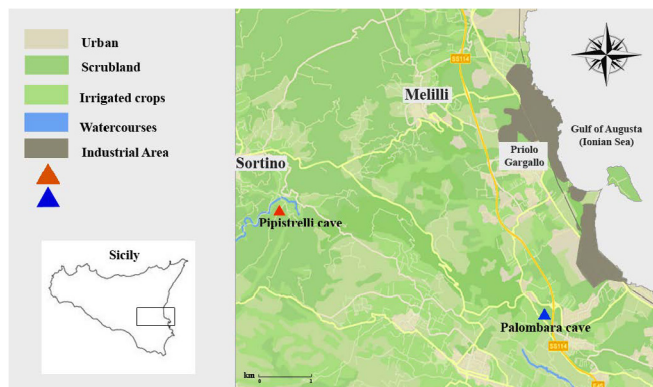 Urban
Scrubland
Irrigated crops
Watercourses
Industrial Area
Sicily
SS114
Melilli
Gulf of Augusta
(Ionian Sea)
Priolo
Gargallo
Sortino
Pipistrelli cave
Palombara cave
SS114
km
0